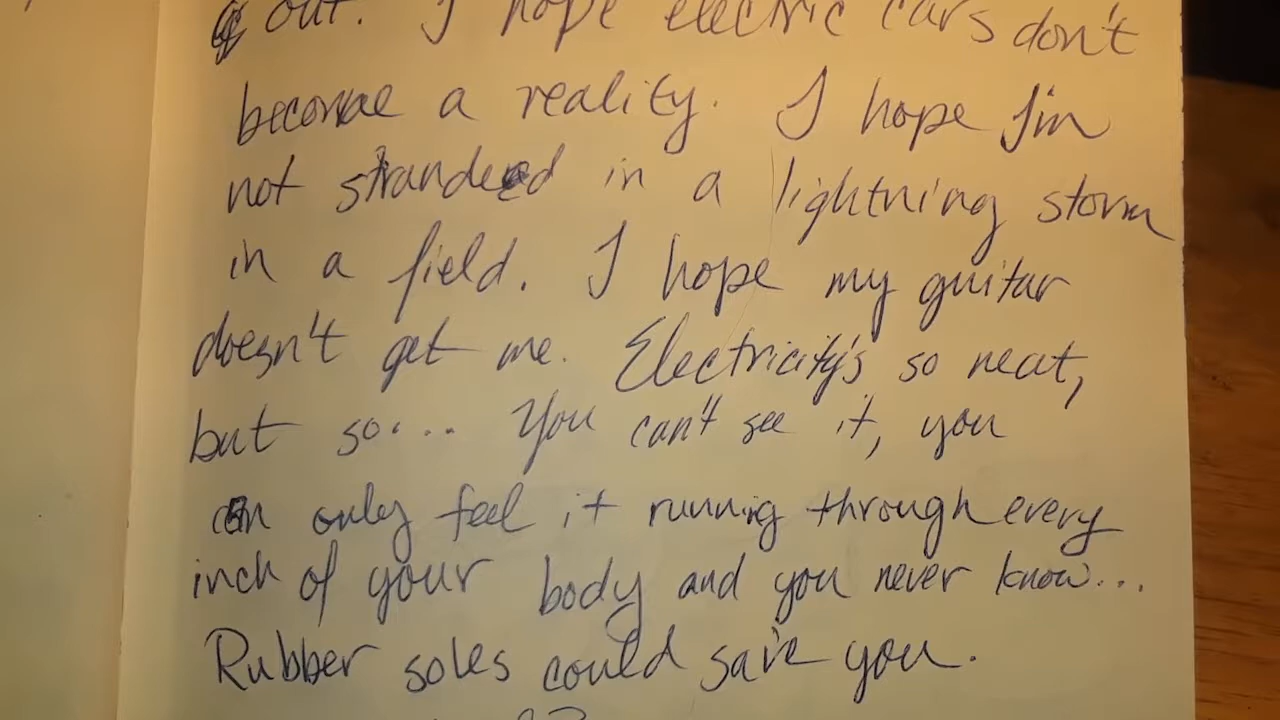 out. I hope electric cars don't
become a reality. I hope I'm
not stranded in a lightning storm
in a field. I hope my guitar
doesn't get me. Electricity's so neat,
but so.... You can't see it, you
can only feel it running through every
inch of your body and you never know...
Rubber soles could save you.